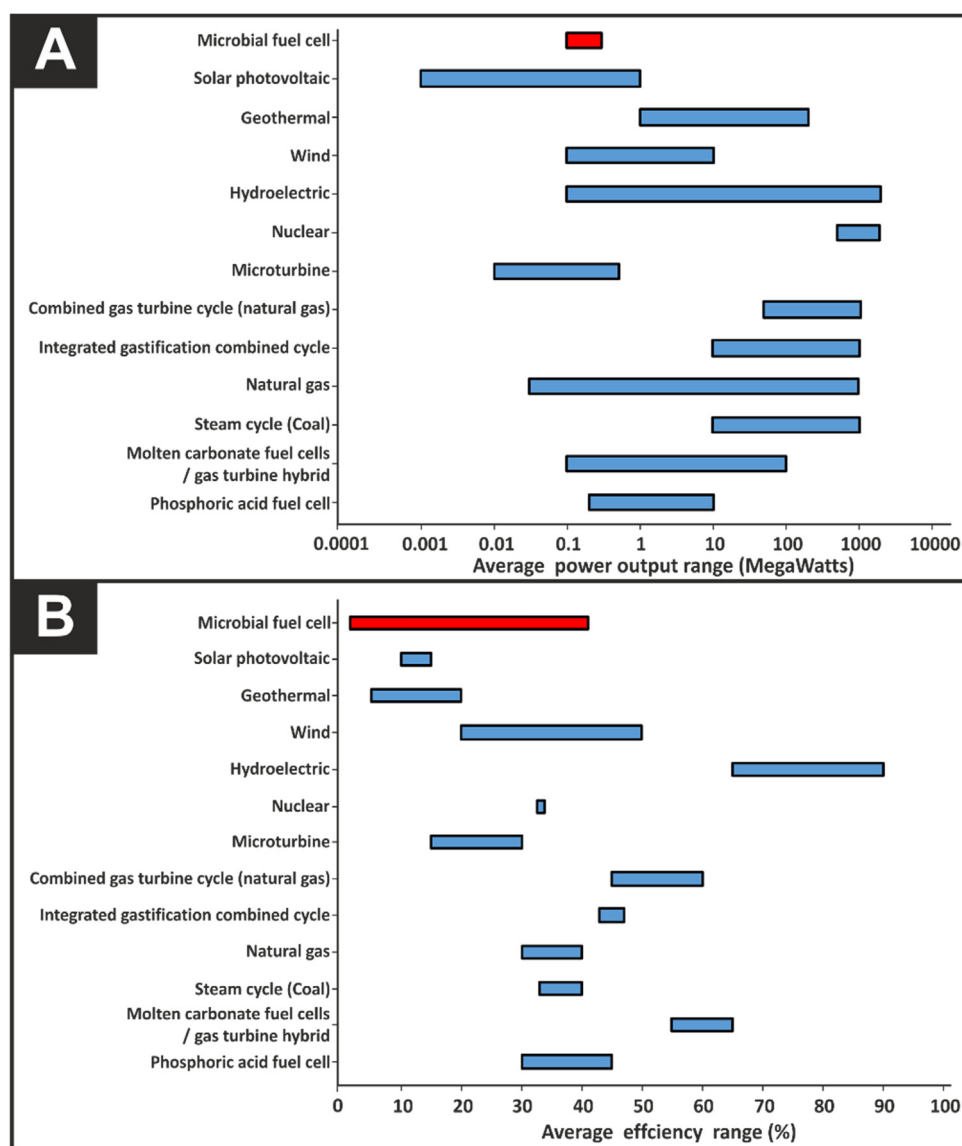 A
Microbial fuel cell
Solar photovoltaic
Geothermal
Wind
Hydroelectric
Nuclear
Microturbine
Combined gas turbine cycle (natural gas)
Integrated gastification combined cycle
Natural gas
Steam cycle (Coal)
Molten carbonate fuel cells
/ gas turbine hybrid
Phosphoric acid fuel cell
0.0001 0.001 0.01 0.1 1 10 100 1000 10000
Average power output range (MegaWatts)
B
Microbial fuel cell
Solar photovoltaic
Geothermal
Wind
Hydroelectric
Nuclear
Microturbine
Combined gas turbine cycle (natural gas)
Integrated gastification combined cycle
Natural gas
Steam cycle (Coal)
Molten carbonate fuel cells
/ gas turbine hybrid
Phosphoric acid fuel cell
0 10 20 30 40 50 60 70 80 90 100
Average effciency range (%)